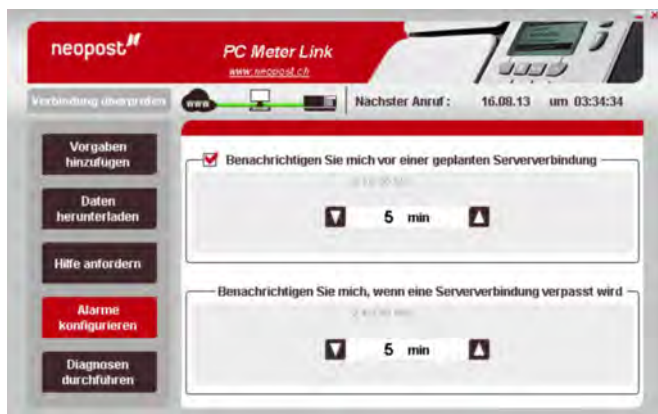 neopost
PC Meter Link
www.neopost.ch
Verbindung überprüfen
www
Nächster Anruf :
16.08.13 um 03:34:34
Vorgaben
hinzufügen
Daten
herunterladen
Hilfe anfordern
Alarme
konfigurieren
Diagnosen
durchführen
Benachrichtigen Sie mich vor einer geplanten Serververbindung
5 min
Benachrichtigen Sie mich, wenn eine Serververbindung verpasst wird
5 min